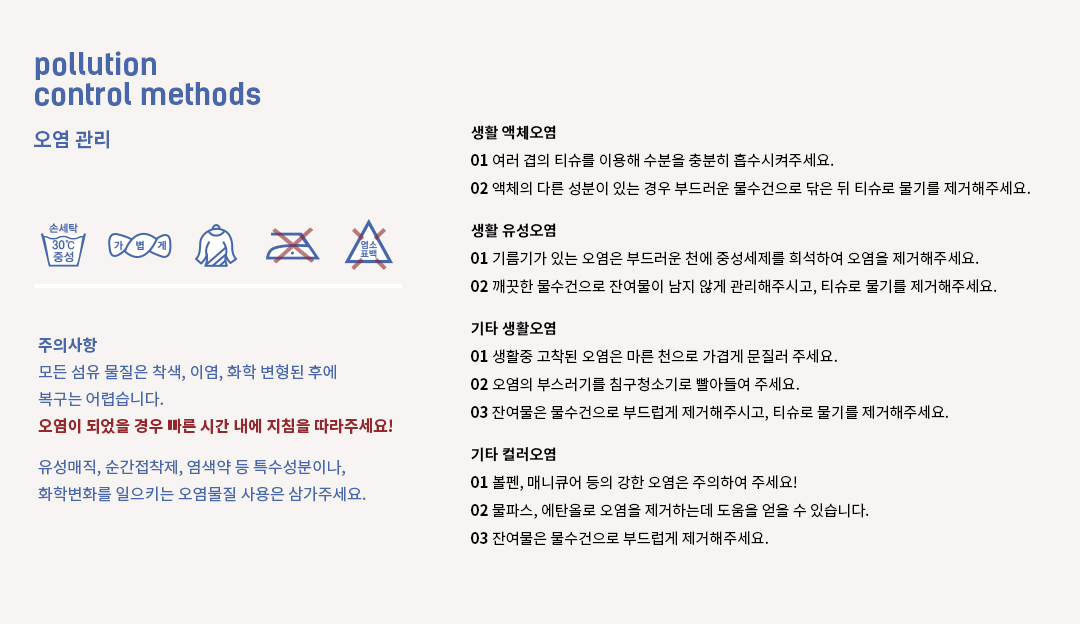 pollution
control methods
오염 관리
손세탁
30℃
중성
가 볍 게
염소
표백
주의사항
모든 섬유 물질은 착색, 이염, 화학 변형된 후에
복구는 어렵습니다.
오염이 되었을 경우 빠른 시간 내에 지침을 따라주세요!
유성매직, 순간접착제, 염색약 등 특수성분이나,
화학변화를 일으키는 오염물질 사용은 삼가주세요.
생활 액체오염
01 여러 겹의 티슈를 이용해 수분을 충분히 흡수시켜주세요.
02 액체의 다른 성분이 있는 경우 부드러운 물수건으로 닦은 뒤 티슈로 물기를 제거해주세요.
생활 유성오염
01 기름기가 있는 오염은 부드러운 천에 중성세제를 희석하여 오염을 제거해주세요.
02 깨끗한 물수건으로 잔여물이 남지 않게 관리해주시고, 티슈로 물기를 제거해주세요.
기타 생활오염
01 생활중 고착된 오염은 마른 천으로 가겹게 문질러 주세요.
02 오염의 부스러기를 침구청소기로 빨아들여 주세요.
03 잔여물은 물수건으로 부드럽게 제거해주시고, 티슈로 물기를 제거해주세요.
기타 컬러오염
01 볼펜, 매니큐어 등의 강한 오염은 주의하여 주세요!
02 물파스, 에탄올로 오염을 제거하는데 도움을 얻을 수 있습니다.
03 잔여물은 물수건으로 부드럽게 제거해주세요.